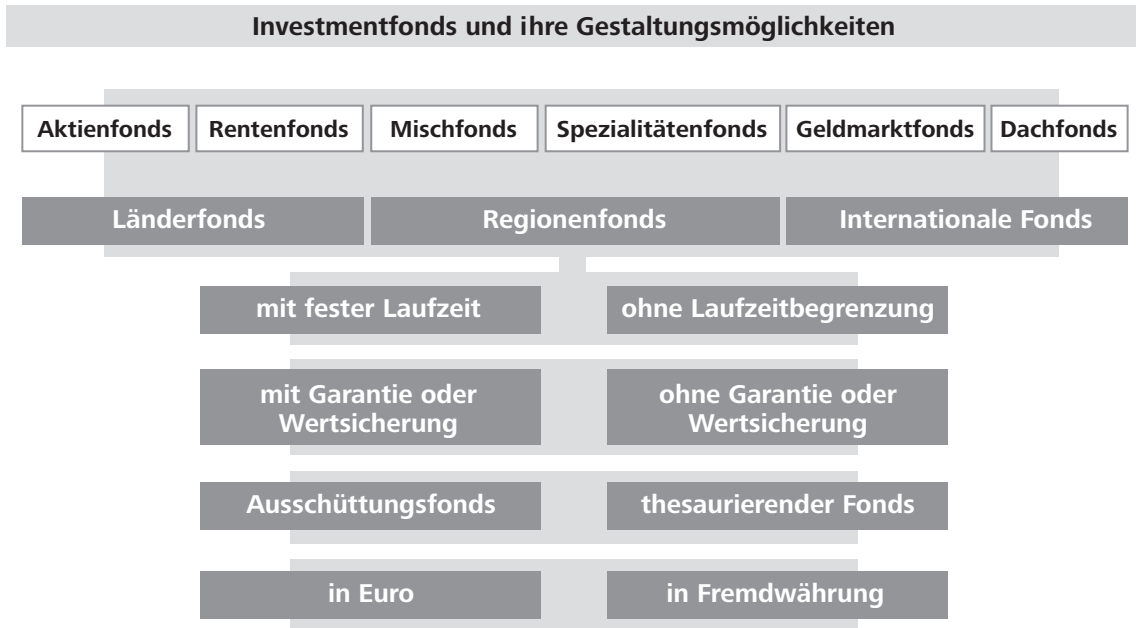 Investmentfonds und ihre Gestaltungsmöglichkeiten
Aktienfonds Rentenfonds Mischfonds Spezialitätenfonds Geldmarktfonds Dachfonds
Länderfonds Regionenfonds Internationale Fonds
mit fester Laufzeit ohne Laufzeitbegrenzung
mit Garantie oder
Wertsicherung
ohne Garantie oder
Wertsicherung
Ausschüttungsfonds thesaurierender Fonds
in Euro in Fremdwährung